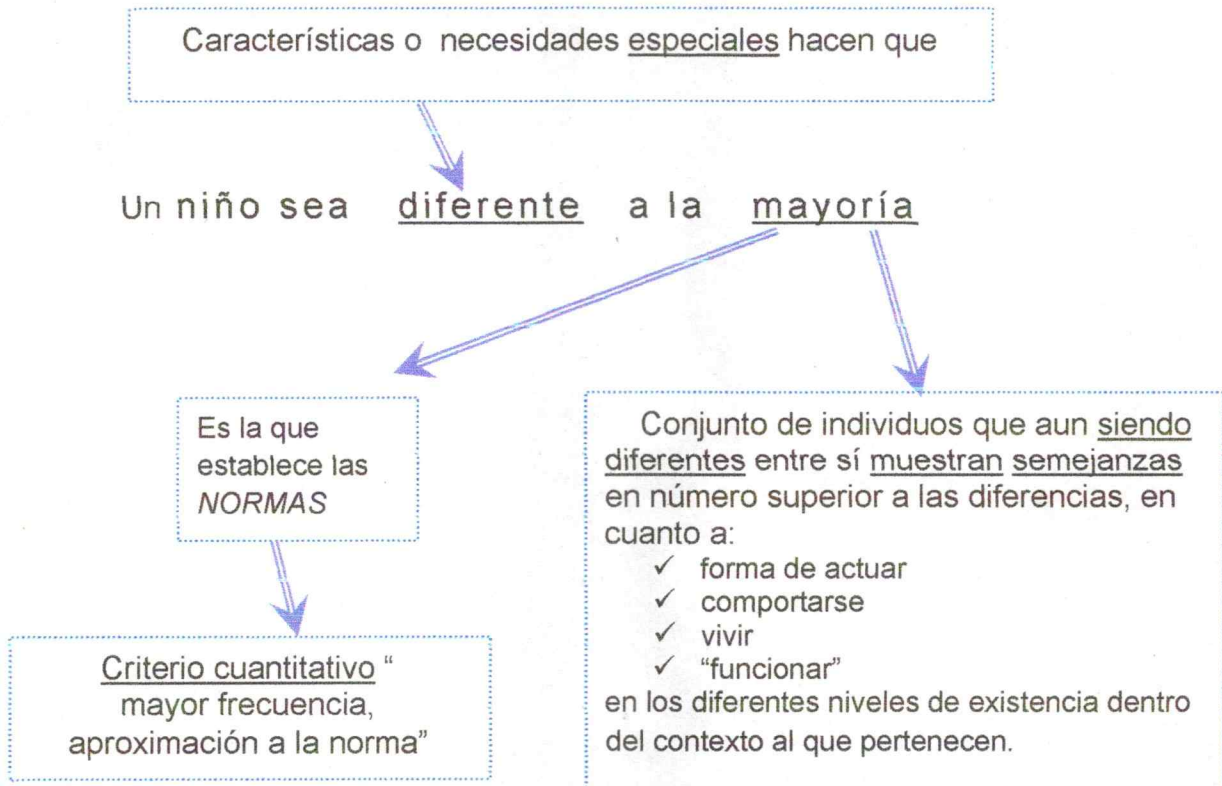 Características o necesidades especiales hacen que
Un niño sea diferente a la mayoría
Es la que
establece las
NORMAS
Criterio cuantitativo “
mayor frecuencia,
aproximación a la norma”
Conjunto de individuos que aun siendo
diferentes entre sí muestran semejanzas
en número superior a las diferencias, en
cuanto a:
✓ forma de actuar
✓ comportarse
✓ vivir
✓ “funcionar”
en los diferentes niveles de existencia dentro
del contexto al que pertenecen.